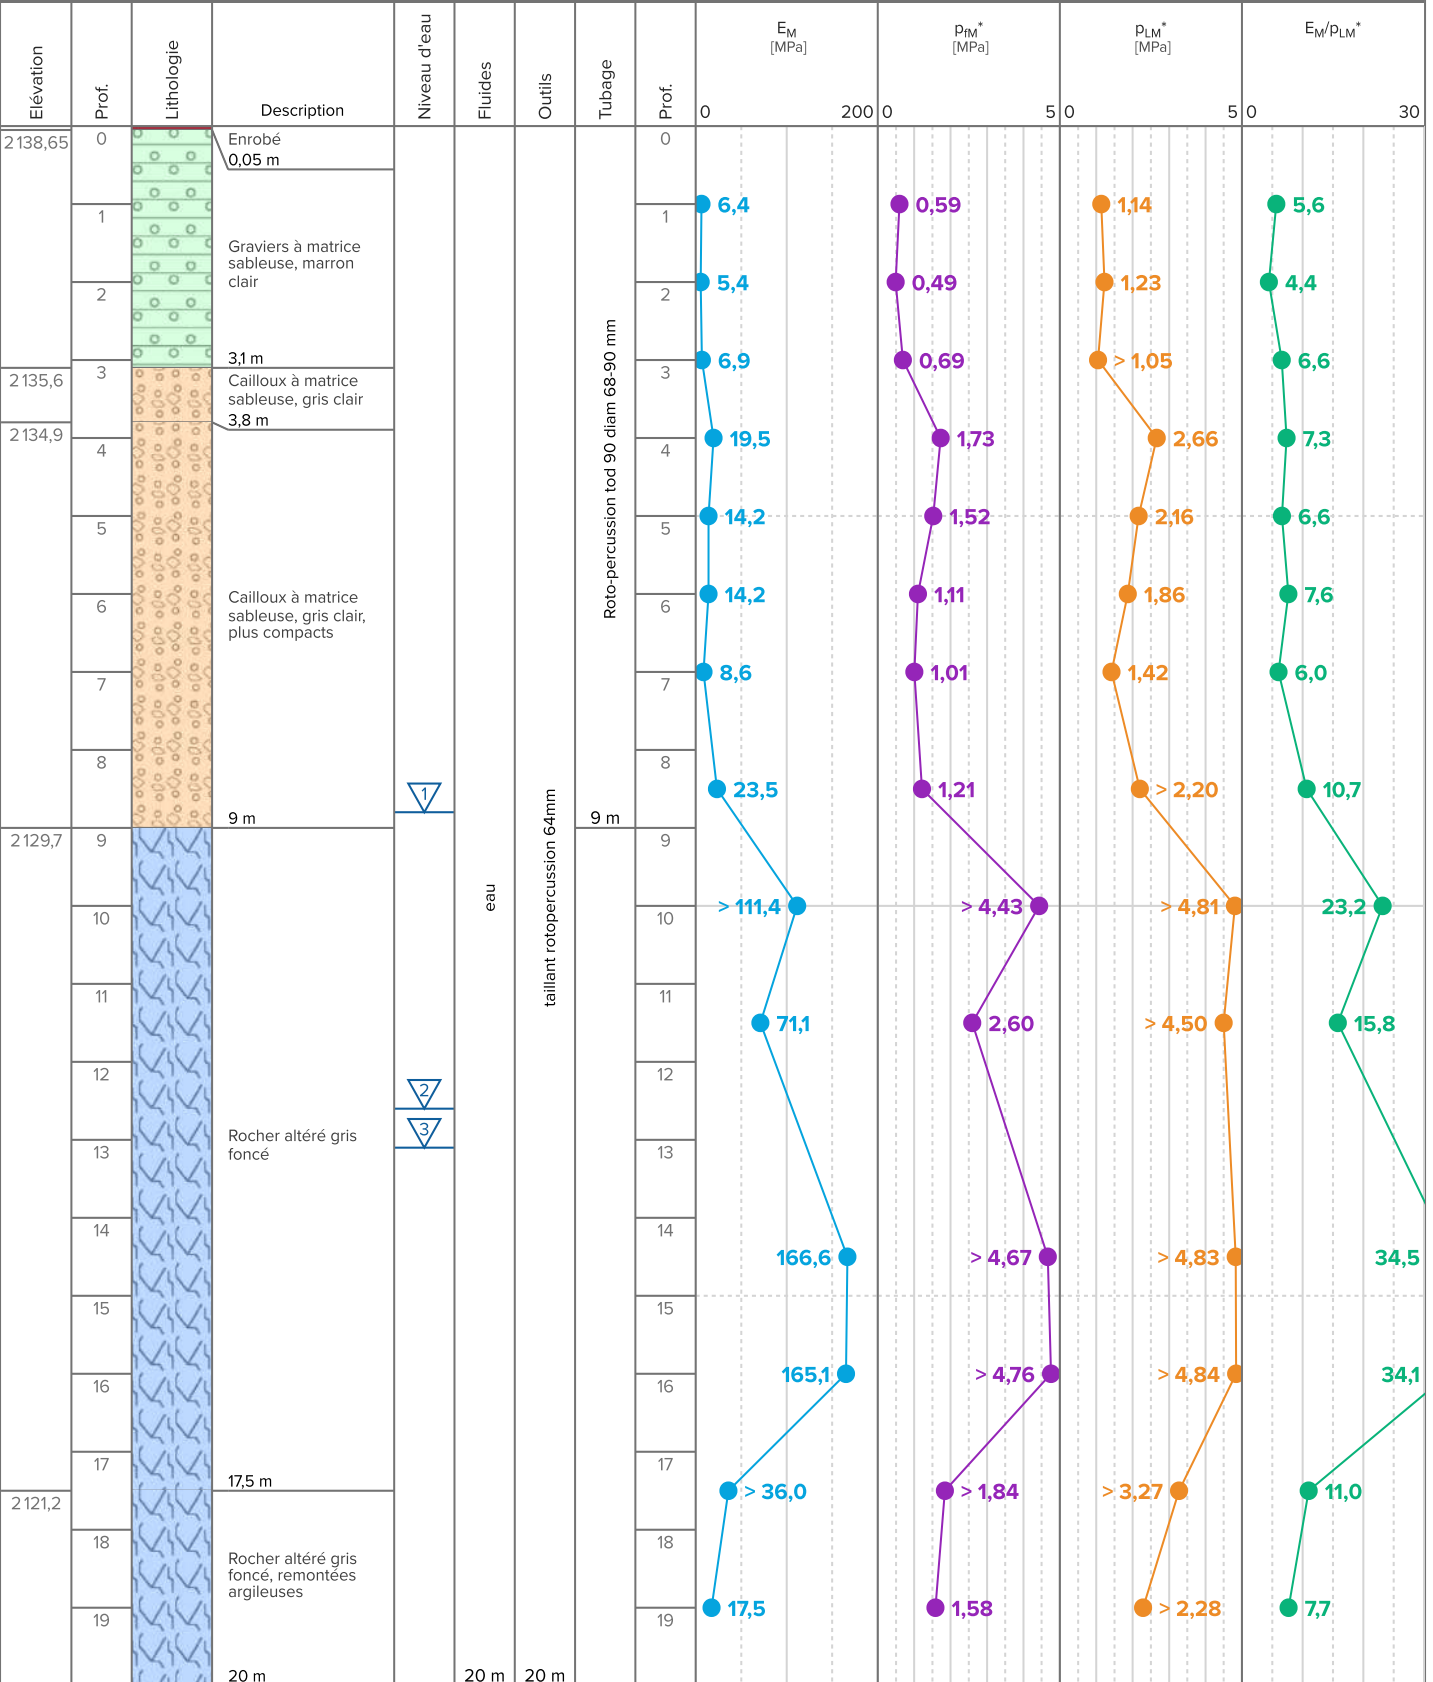 Elévation
Prof.
Lithologie
Description
Niveau d'eau
Fluides
Outils
Tubage
Prof.
EM
[MPa]
0 200
pfM*
[MPa]
0 5
pLM*
[MPa]
0 5
EM/pLM*
0 30
2 138,65
0
Enrobé
0,05 m
0
1
6,4
0,59
1,14
5,6
1
Graviers à matrice
sableuse, marron
clair
2
5,4
0,49
1,23
4,4
2
3,1 m
6,9
0,69
> 1,05
6,6
2 135,6
3
Cailloux à matrice
sableuse, gris clair
3,8 m
3
2 134,9
4
19,5
1,73
2,66
7,3
4
5
14,2
1,52
2,16
6,6
5
Roto-percussion tod 90 diam 68-90 mm
Cailloux à matrice
sableuse, gris clair,
plus compacts
14,2
1,11
1,86
7,6
6
6
8,6
1,01
1,42
6,0
7
7
8
8
1
23,5
1,21
> 2,20
10,7
9 m
9 m
2 129,7
9
9
eau
taillant rotopercussion 64mm
> 111,4
> 4,43
> 4,81
23,2
10
10
11
11
71,1
2,60
> 4,50
15,8
12
12
2
3
Rocher altéré gris
foncé
13
13
14
14
166,6
> 4,67
> 4,83
34,5
15
15
165,1
> 4,76
> 4,84
34,1
16
16
17
17
17,5 m
> 36,0
> 1,84
> 3,27
11,0
2 121,2
18
18
Rocher altéré gris
foncé, remontées
argileuses
17,5
1,58
> 2,28
7,7
19
19
20 m
20 m
20 m